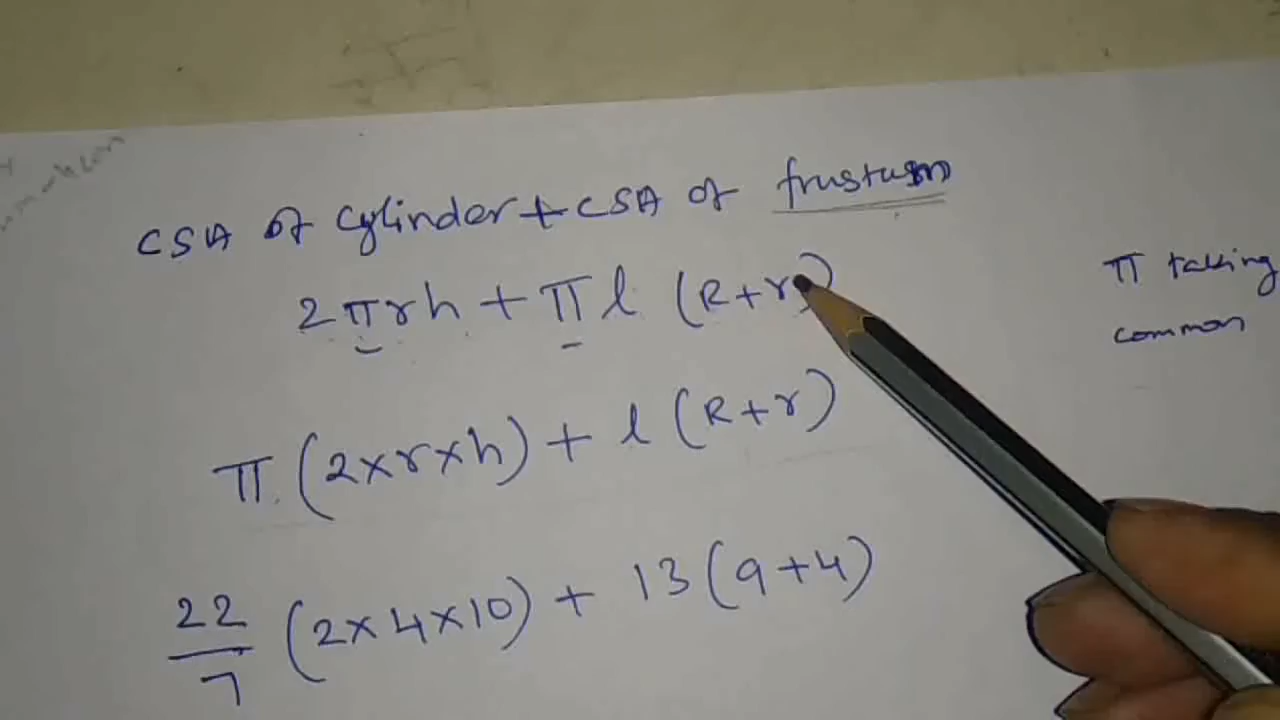 CSA of cylinder + CSA of frustum
2πrh + πl (R+r)
π taking
common
π (2×r×h) + l (R+r)
22/7 (2×4×10) + 13 (9+4)